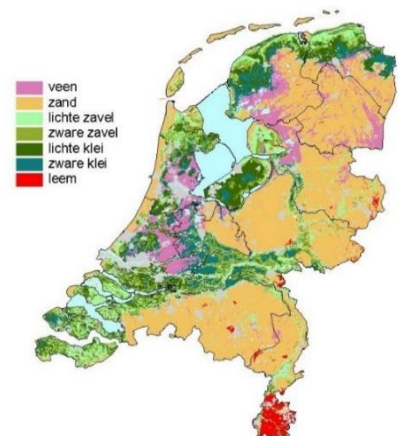 veen
zand
lichte zavel
zware zavel
lichte klei
zware klei
leem